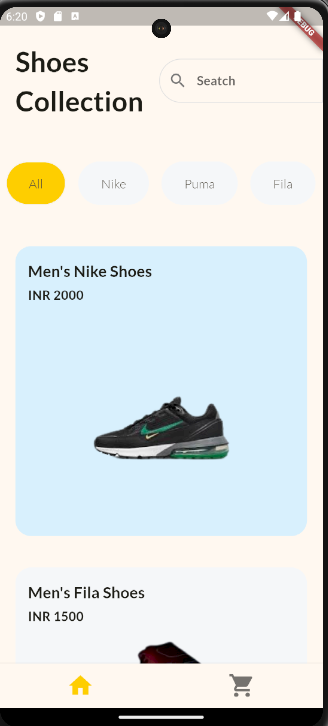 6:20
DEBUG
Shoes
Collection
Seatch
All
Nike
Puma
Fila
Men's Nike Shoes
INR 2000
Men's Fila Shoes
INR 1500